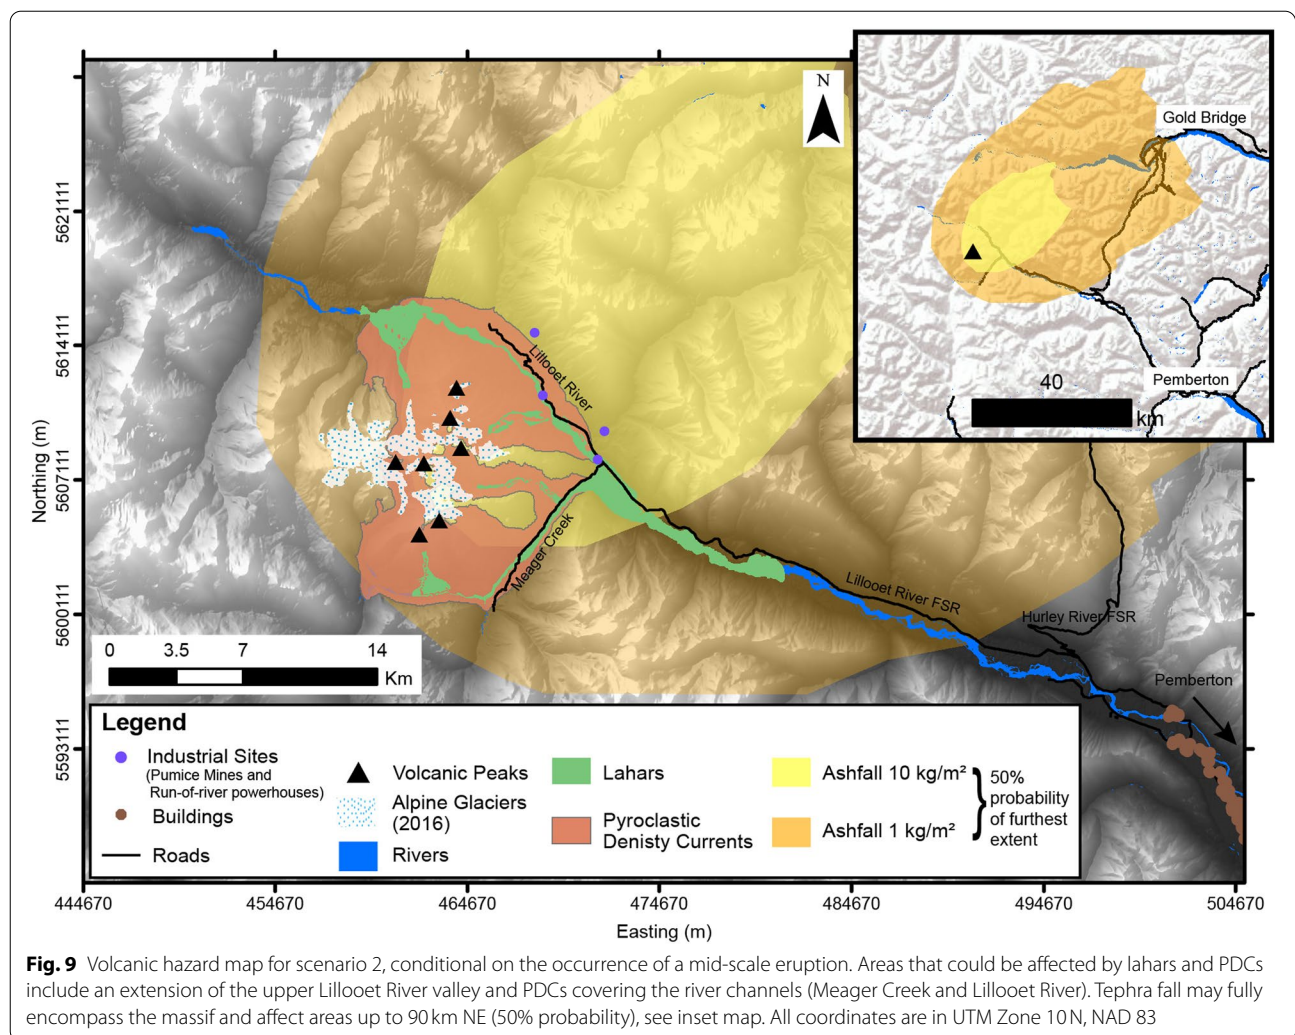 N
Gold Bridge
Pemberton
40
km
5621111
5614111
5607111
5600111
5593111
Northing (m)
Lillooet River
Meager Creek
Lillooet River FSR
Hurley River FSR
Pemberton
0 3.5 7 14
Km
Legend
Industrial Sites
(Pumice Mines and
Run-of-river powerhouses)
Buildings
Roads
Volcanic Peaks
Alpine Glaciers
(2016)
Rivers
Lahars
Pyroclastic
Denisty Currents
Ashfall 10 kg/m²
Ashfall 1 kg/m²
50%
probability
of furthest
extent
444670 454670 464670 474670 484670 494670 504670
Easting (m)
Fig. 9 Volcanic hazard map for scenario 2, conditional on the occurrence of a mid-scale eruption. Areas that could be affected by lahars and PDCs
include an extension of the upper Lillooet River valley and PDCs covering the river channels (Meager Creek and Lillooet River). Tephra fall may fully
encompass the massif and affect areas up to 90 km NE (50% probability), see inset map. All coordinates are in UTM Zone 10 N, NAD 83